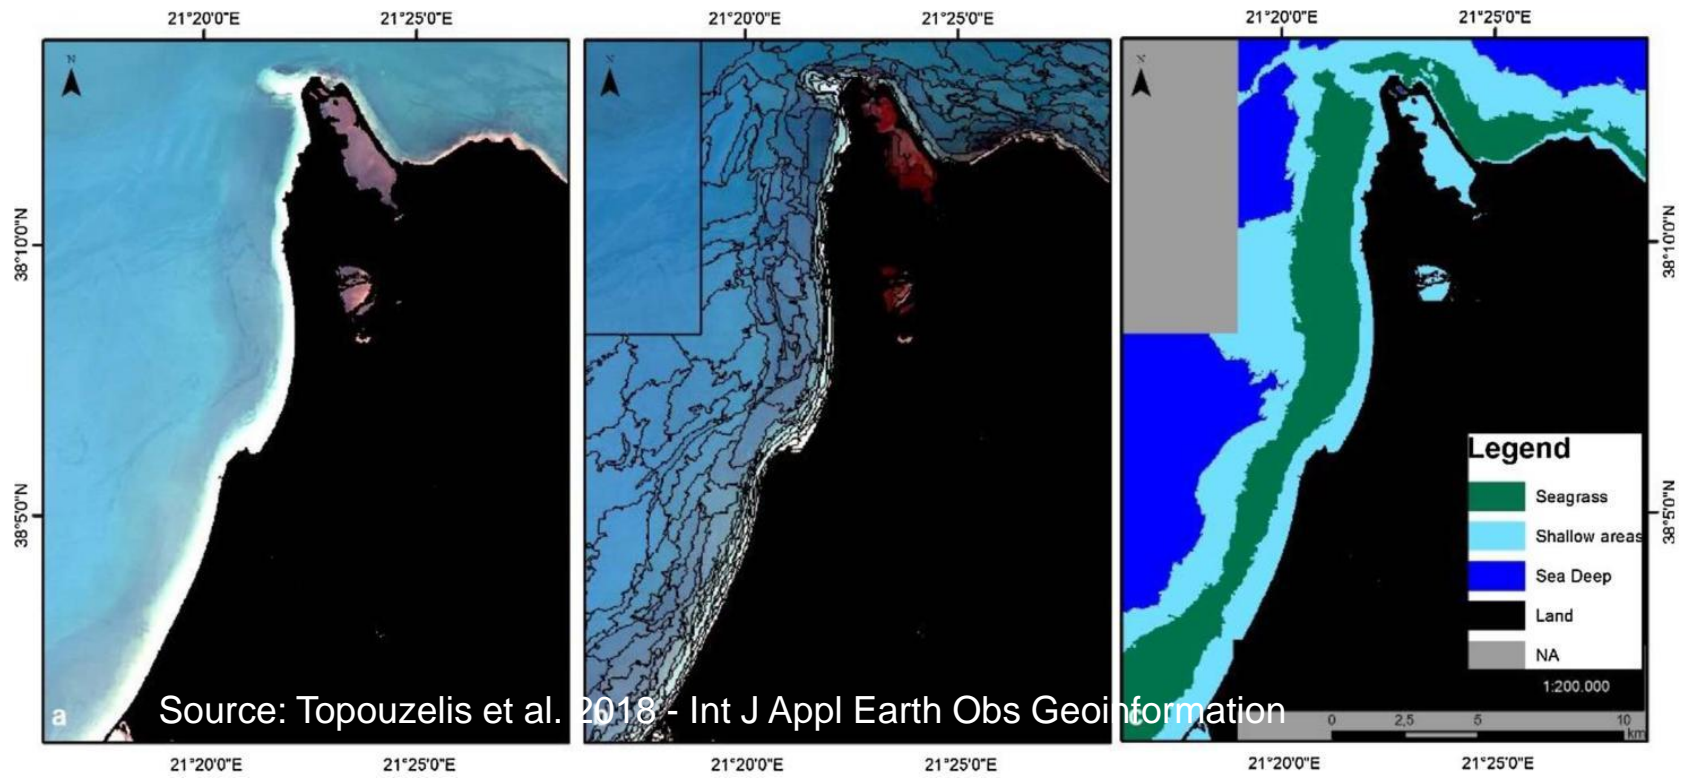 21°20'0"E 21°25'0"E 21°20'0"E 21°25'0"E 21°20'0"E 21°25'0"E
N N N
38°10'0"N 38°10'0"N
38°5'0"N 38°5'0"N
Legend
Seagrass
Shallow areas
Sea Deep
Land
NA
1:200.000
a b c
Source: Topouzelis et al. 2018 - Int J Appl Earth Obs Geoinformation
0 2,5 5 10
km
21°20'0"E 21°25'0"E 21°20'0"E 21°25'0"E 21°20'0"E 21°25'0"E